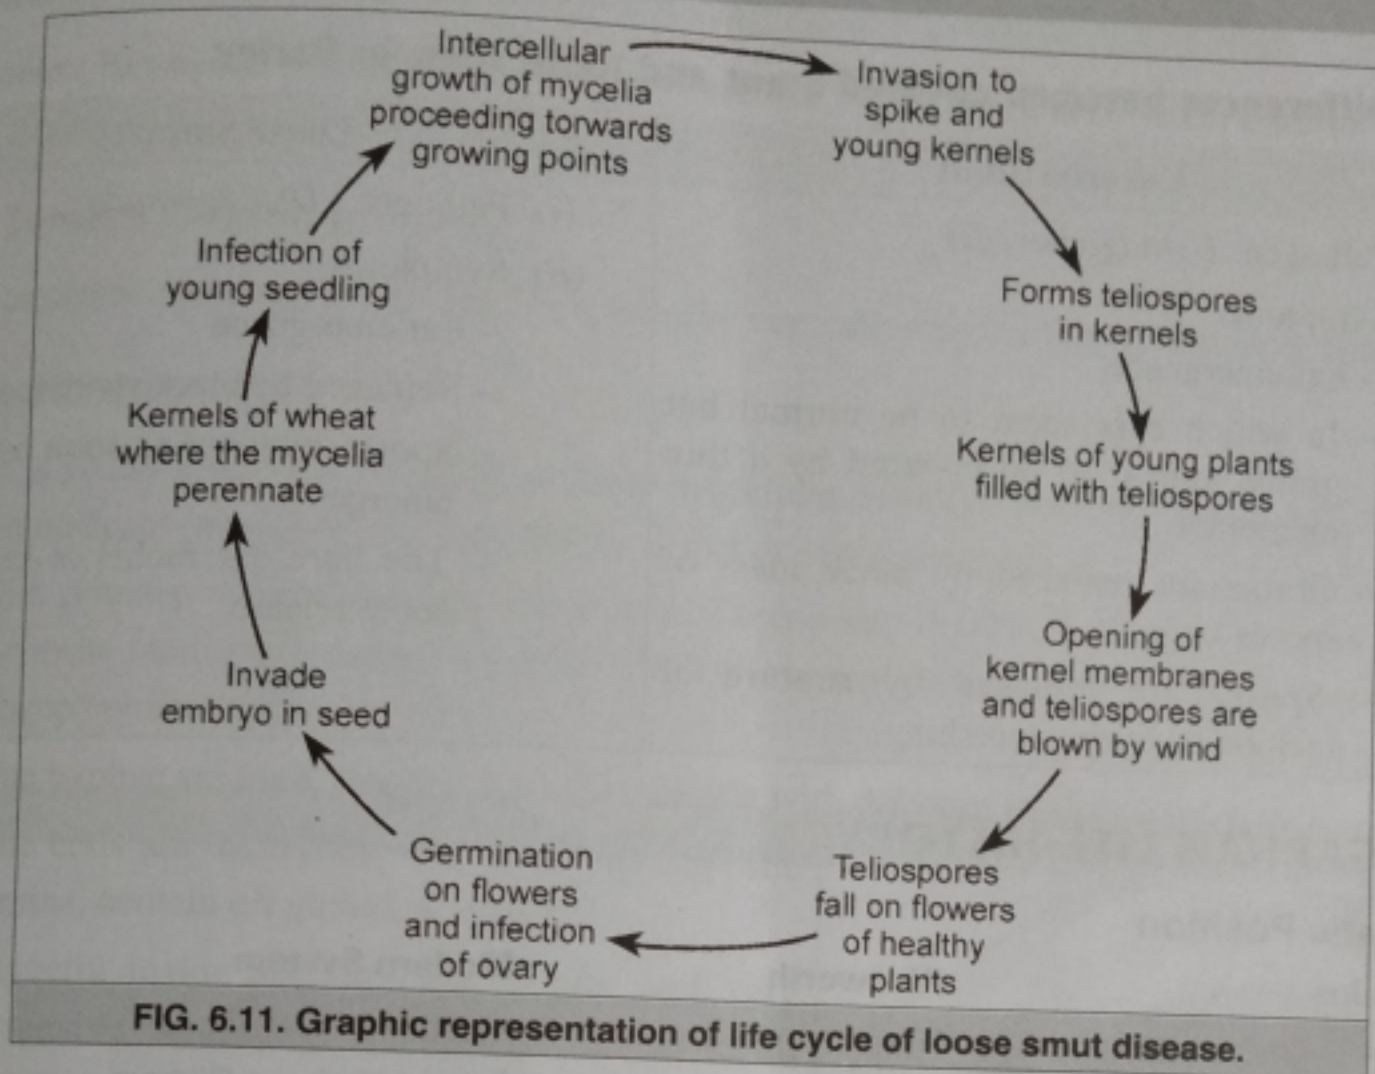 Intercellular
growth of mycelia
proceeding torwards
growing points
Invasion to
spike and
young kernels
Forms teliospores
in kernels
Kernels of young plants
filled with teliospores
Opening of
kernel membranes
and teliospores are
blown by wind
Teliospores
fall on flowers
of healthy
plants
Germination
on flowers
and infection
of ovary
Invade
embryo in seed
Kernels of wheat
where the mycelia
perennate
Infection of
young seedling
FIG. 6.11. Graphic representation of life cycle of loose smut disease.